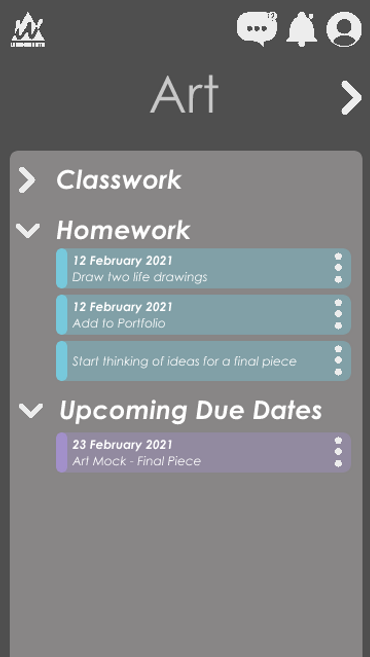 Art
Classwork
Homework
12 February 2021
Draw two life drawings
12 February 2021
Add to Portfolio
Start thinking of ideas for a final piece
Upcoming Due Dates
23 February 2021
Art Mock - Final Piece